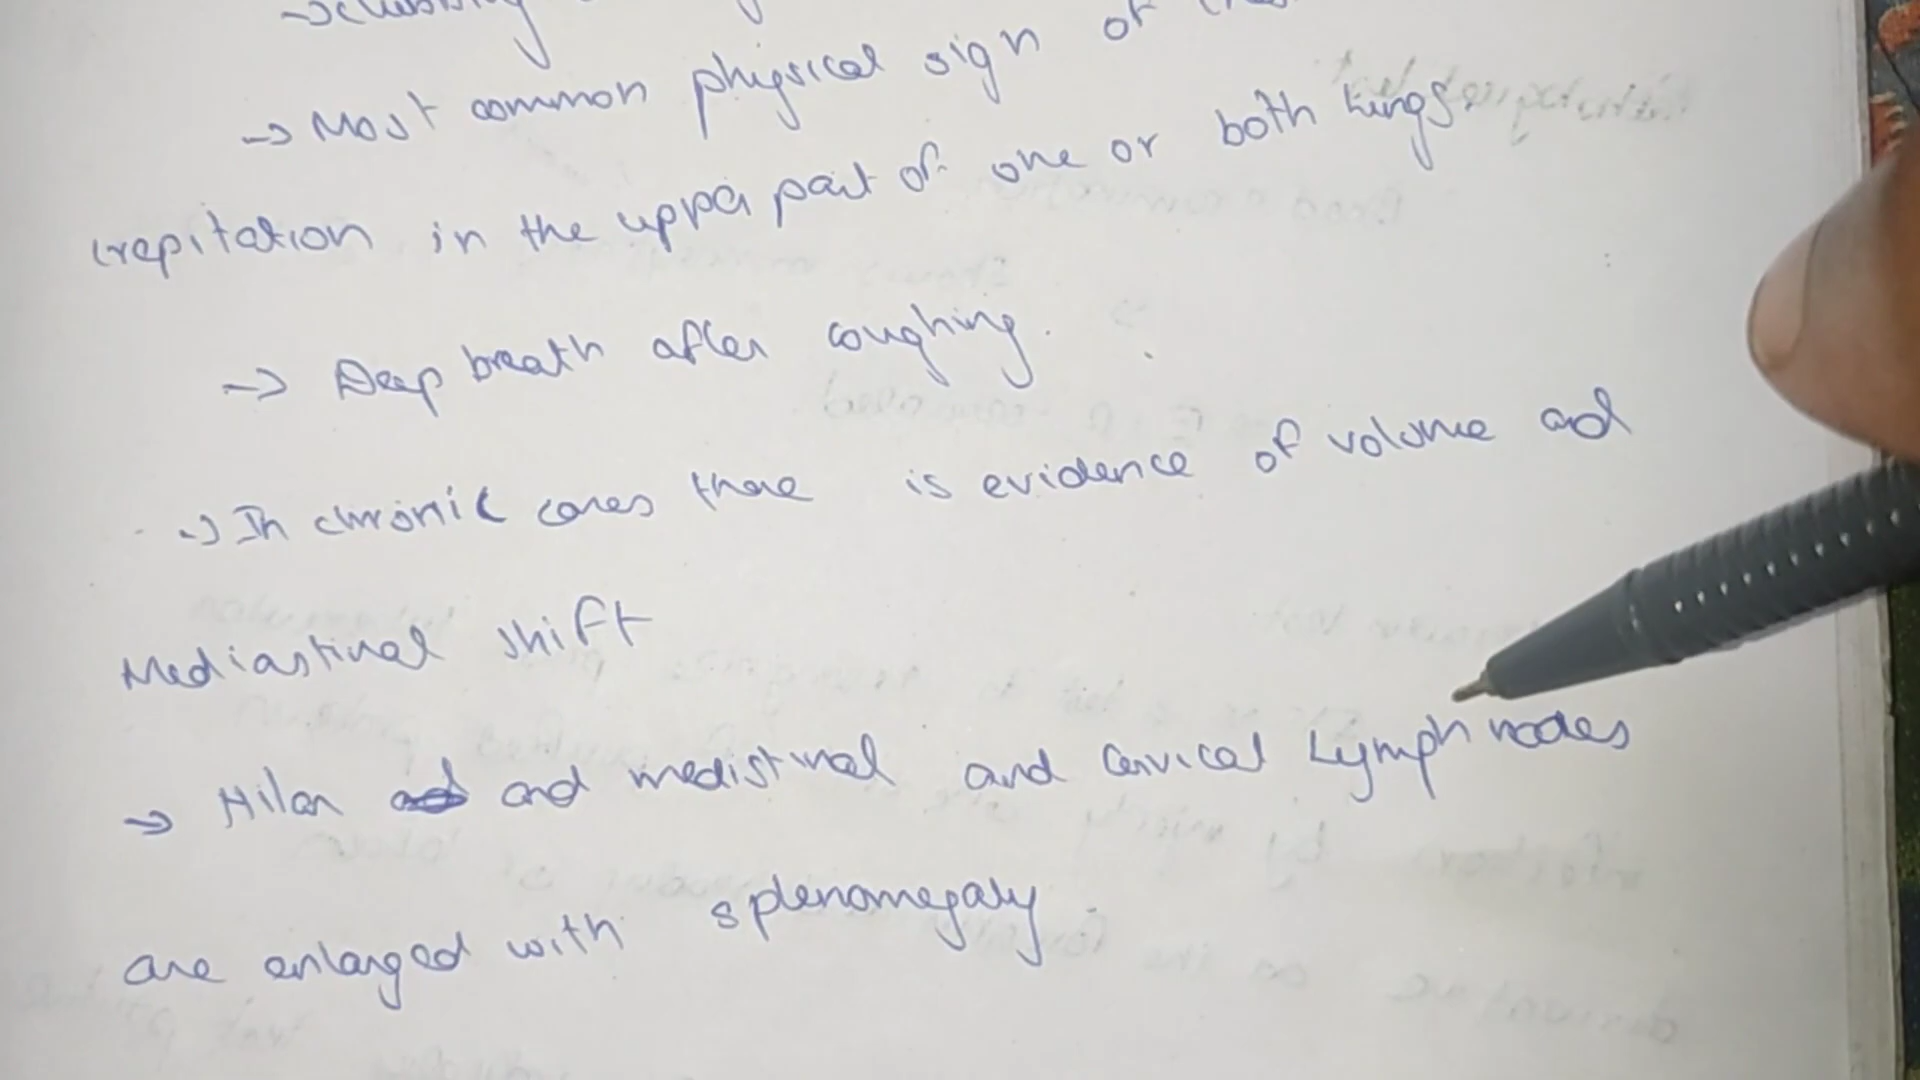 → clubbing
→ Most common physical sign of
crepitation in the upper part of one or both lungs.
→ Deep breath after coughing.
→ In chronic cases there is evidence of volume and
Mediastinal shift
→ Hilar and medistinal and cervical Lymph nodes
are enlarged with splenomegaly.